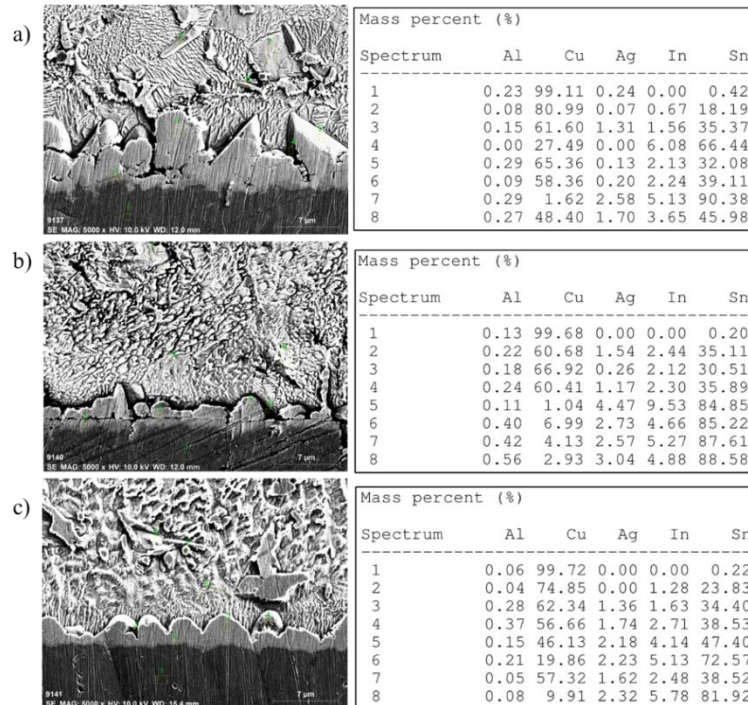 a)
9137
SE MAG: 5000 x HV: 10.0 kV WD: 12.0 mm
7 µm
Mass percent (%)
Spectrum Al Cu Ag In Sn
1 0.23 99.11 0.24 0.00 0.42
2 0.08 80.99 0.07 0.67 18.19
3 0.15 61.60 1.31 1.56 35.37
4 0.00 27.49 0.00 6.08 66.44
5 0.29 65.36 0.13 2.13 32.08
6 0.09 58.36 0.20 2.24 39.11
7 0.29 1.62 2.58 5.13 90.38
8 0.27 48.40 1.70 3.65 45.98
b)
9140
SE MAG: 5000 x HV: 10.0 kV WD: 12.0 mm
7 µm
Mass percent (%)
Spectrum Al Cu Ag In Sn
1 0.13 99.68 0.00 0.00 0.20
2 0.22 60.68 1.54 2.44 35.11
3 0.18 66.92 0.26 2.12 30.51
4 0.24 60.41 1.17 2.30 35.89
5 0.11 1.04 4.47 9.53 84.85
6 0.40 6.99 2.73 4.66 85.22
7 0.42 4.13 2.57 5.27 87.61
8 0.56 2.93 3.04 4.88 88.58
c)
9141
SE MAG: 5000 x HV: 10.0 kV WD: 15.4 mm
7 µm
Mass percent (%)
Spectrum Al Cu Ag In Sn
1 0.06 99.72 0.00 0.00 0.22
2 0.04 74.85 0.00 1.28 23.83
3 0.28 62.34 1.36 1.63 34.40
4 0.37 56.66 1.74 2.71 38.53
5 0.15 46.13 2.18 4.14 47.40
6 0.21 19.86 2.23 5.13 72.57
7 0.05 57.32 1.62 2.48 38.52
8 0.08 9.91 2.32 5.78 81.92